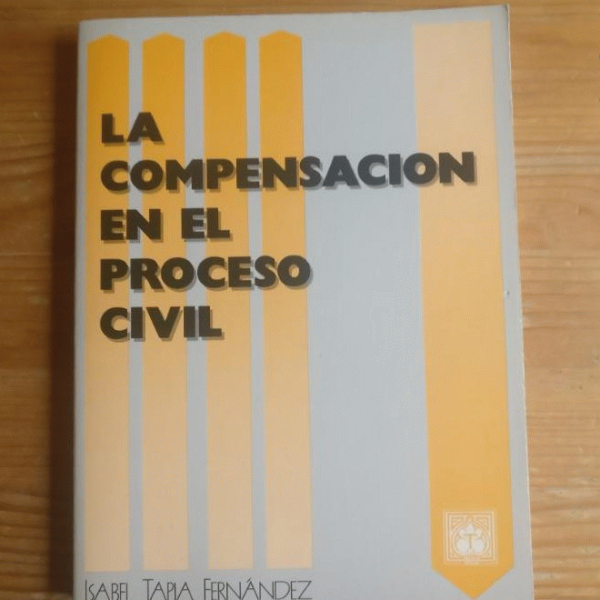 LA
COMPENSACION
EN EL
PROCESO
CIVIL
ISABEL TAPIA FERNÁNDEZ